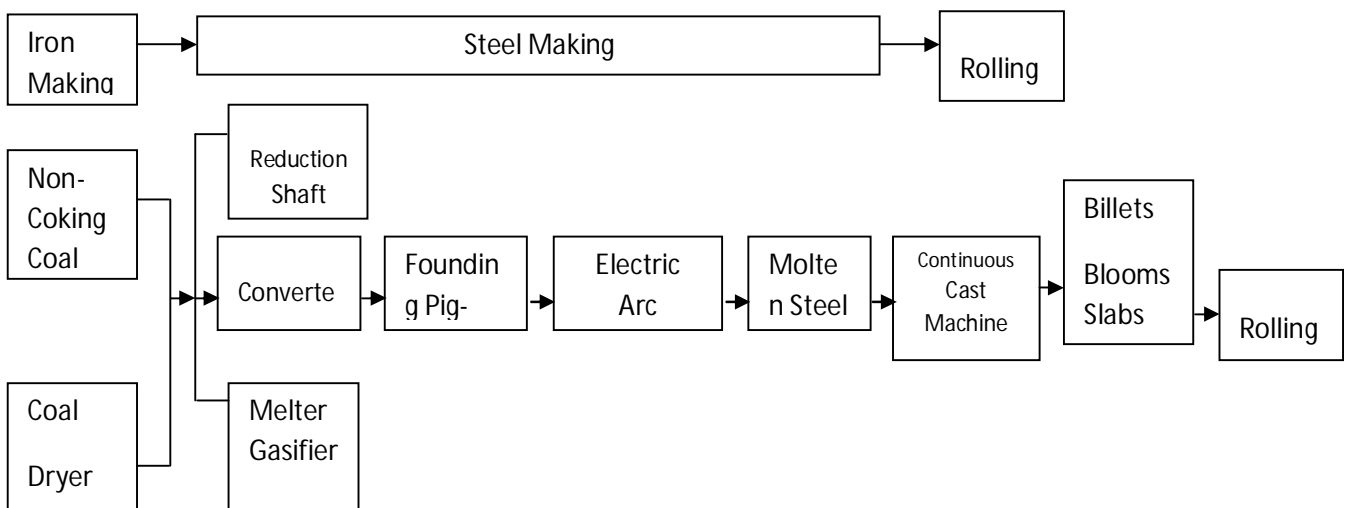 Iron
Making
Steel Making
Rolling
Reduction
Shaft
Non-
Coking
Coal
Converte
Foundin
g Pig-
Electric
Arc
Molte
n Steel
Continuous
Cast
Machine
Billets
Blooms
Slabs
Rolling
Coal
Dryer
Melter
Gasifier